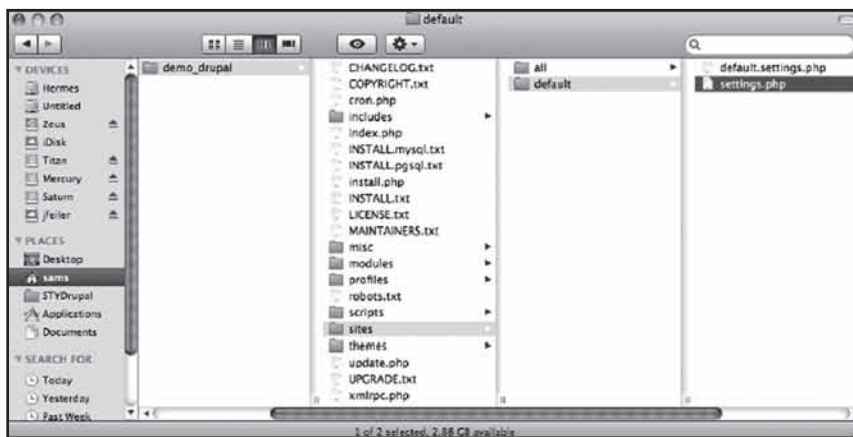 default
DEVICES
Hermes
Untitled
Zeus
iDisk
Titan
Mercury
Saturn
jfeiler
PLACES
Desktop
sams
STYDrupal
Applications
Documents
SEARCH FOR
Today
Yesterday
Past Week
demo_drupal
CHANGELOG.txt
COPYRIGHT.txt
cron.php
includes
index.php
INSTALL.mysql.txt
INSTALL.pgsql.txt
install.php
INSTALL.txt
LICENSE.txt
MAINTAINERS.txt
misc
modules
profiles
robots.txt
scripts
sites
themes
update.php
UPGRADE.txt
xmlrpc.php
all
default
default.settings.php
settings.php
1 of 2 selected, 2.88 GB available